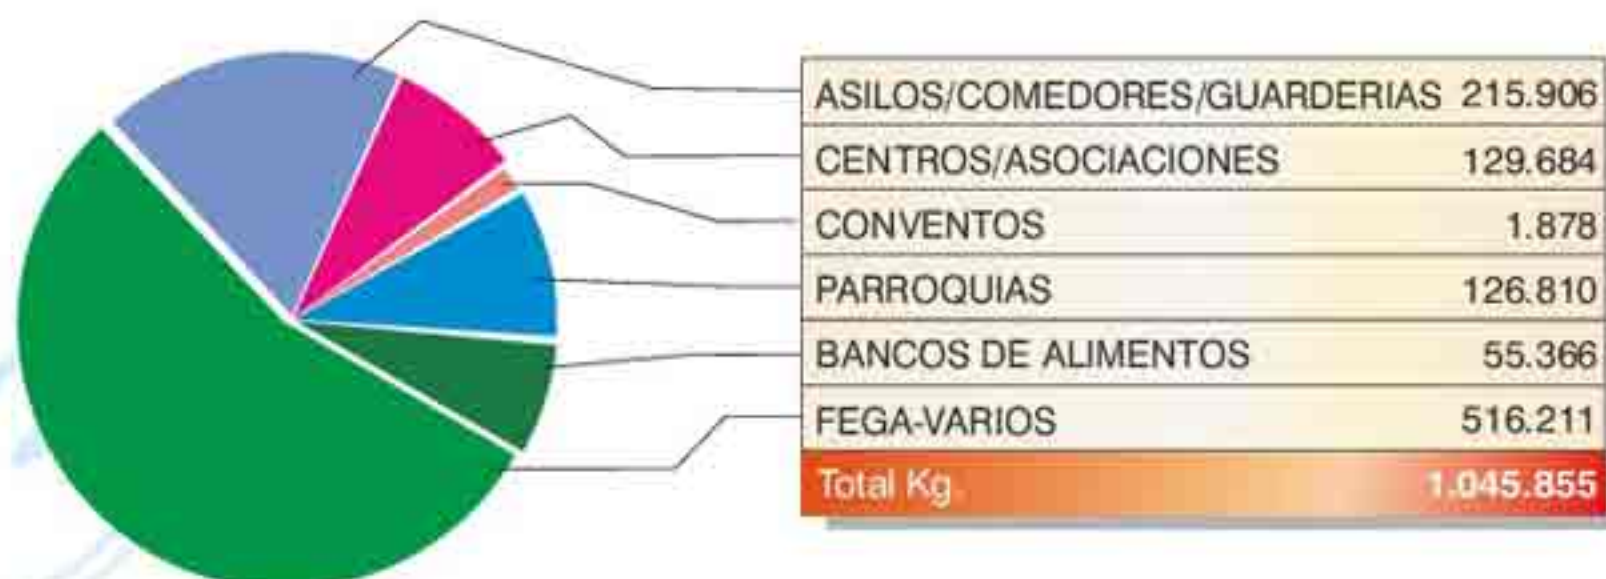 ASILOS/COMEDORES/GUARDERIAS 215.906
CENTROS/ASOCIACIONES 129.684
CONVENTOS 1.878
PARROQUIAS 126.810
BANCOS DE ALIMENTOS 55.366
FEGA-VARIOS 516.211
Total Kg. 1.045.855